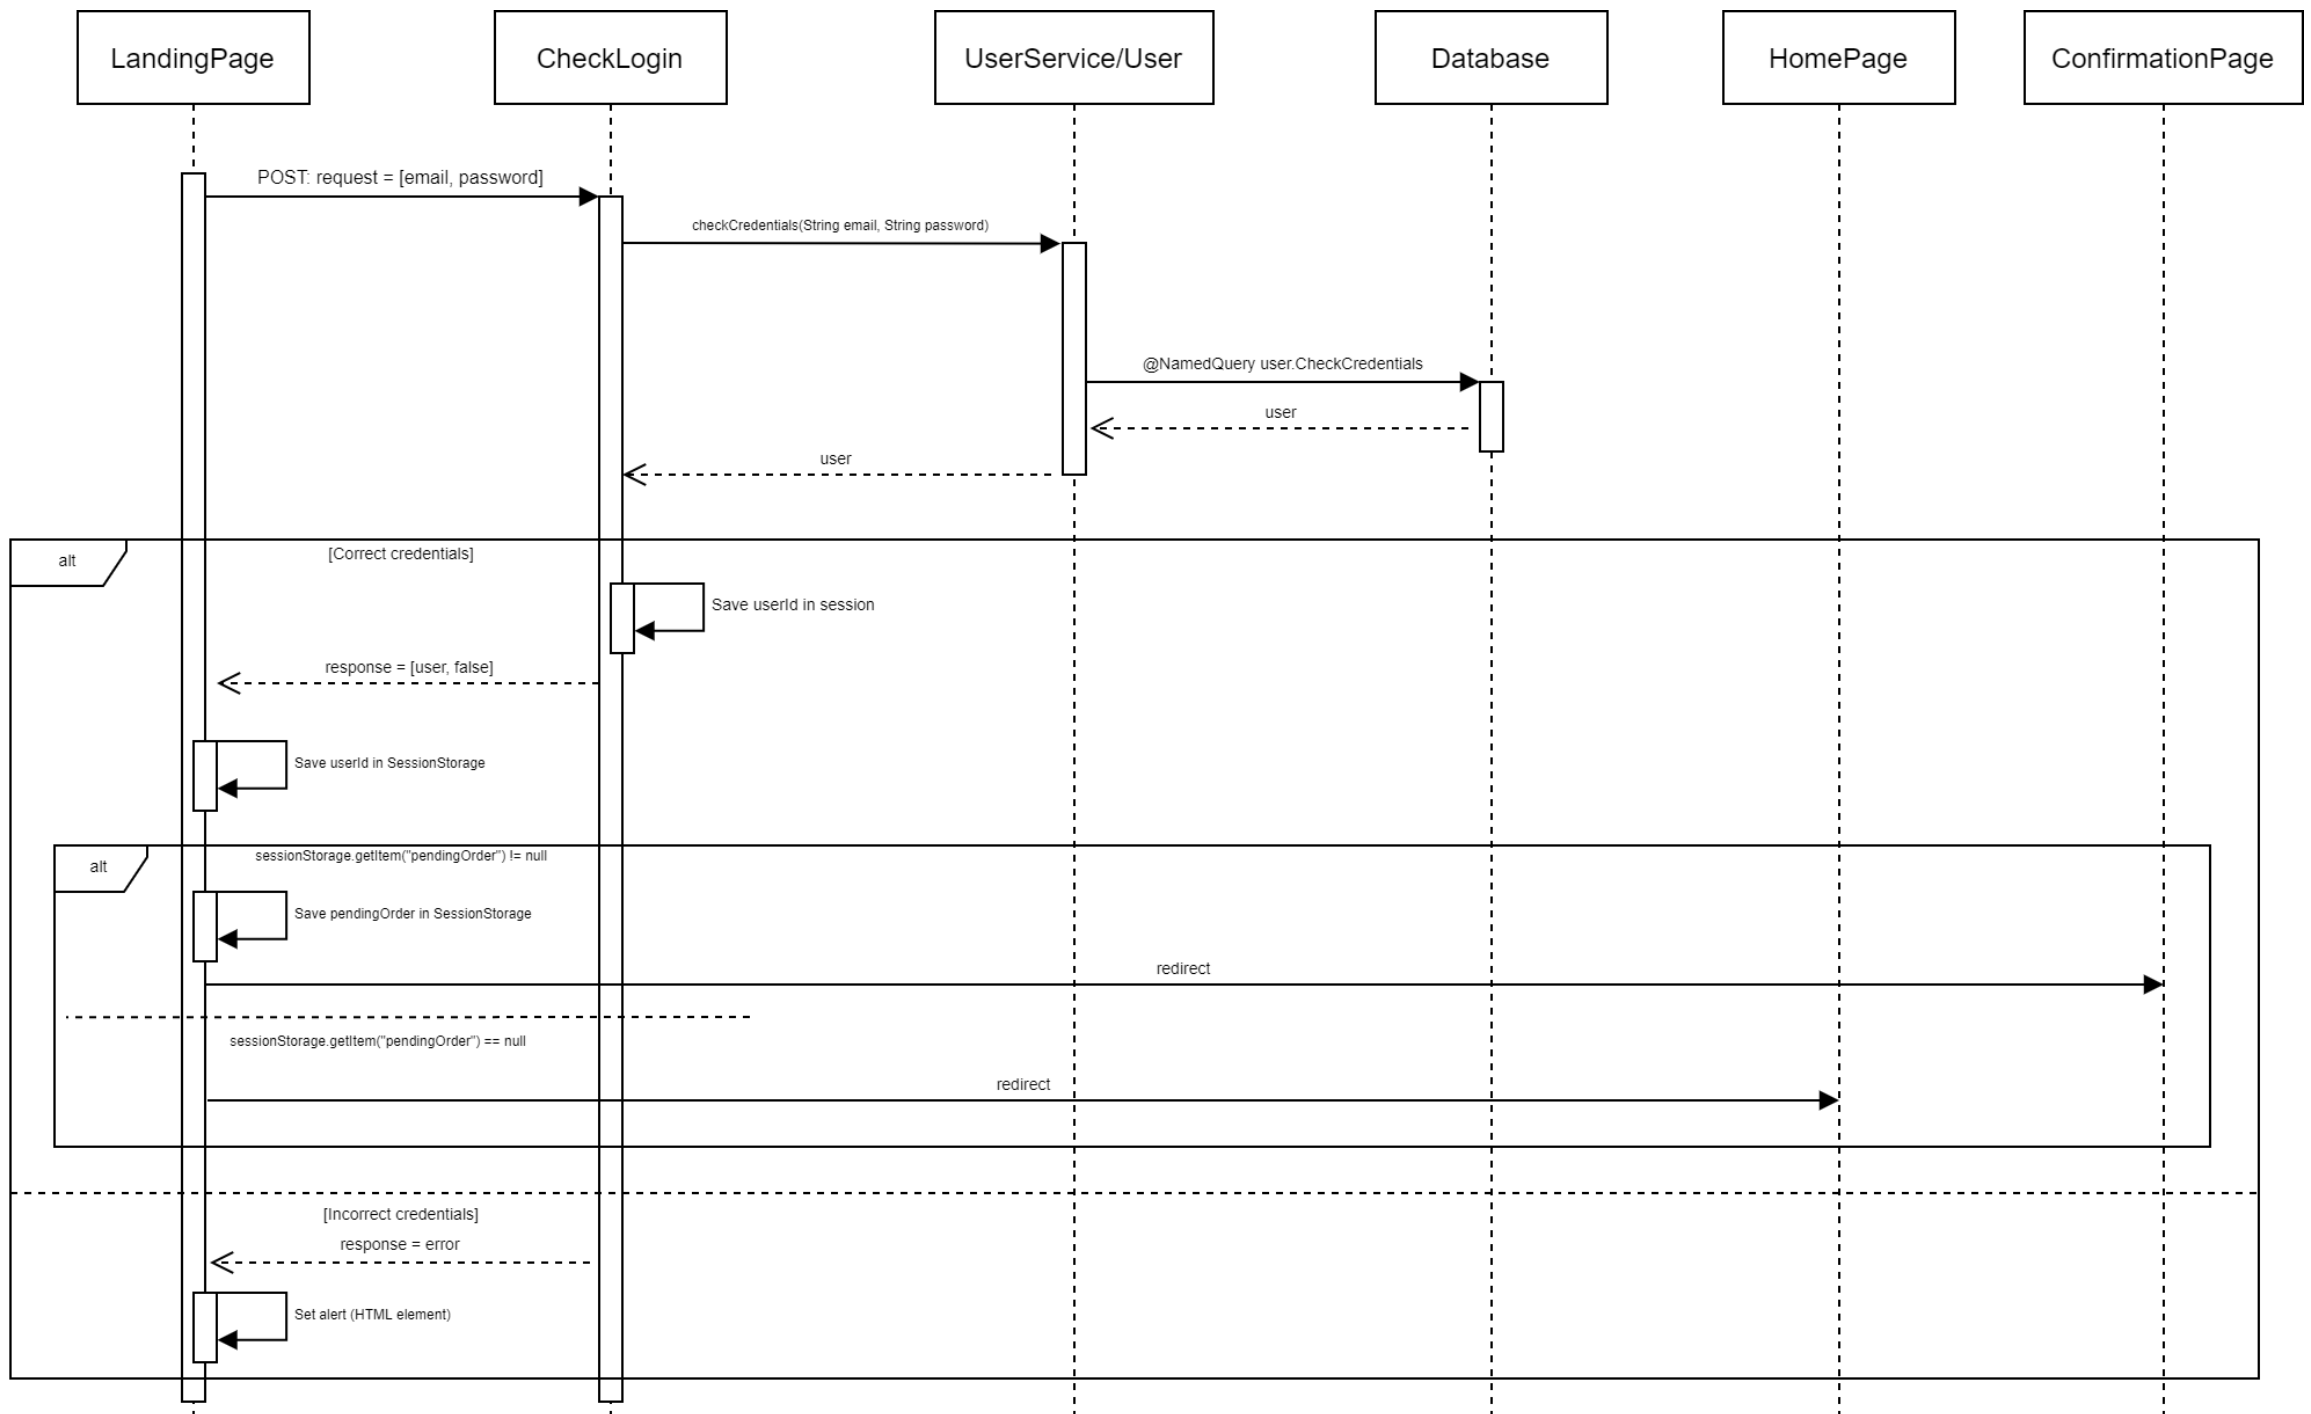 LandingPage
CheckLogin
UserService/User
Database
HomePage
ConfirmationPage
POST: request = [email, password]
checkCredentials(String email, String password)
@NamedQuery user.CheckCredentials
user
user
alt
[Correct credentials]
Save userId in session
response = [user, false]
Save userId in SessionStorage
alt
sessionStorage.getItem("pendingOrder") != null
Save pendingOrder in SessionStorage
redirect
sessionStorage.getItem("pendingOrder") == null
redirect
[Incorrect credentials]
response = error
Set alert (HTML element)